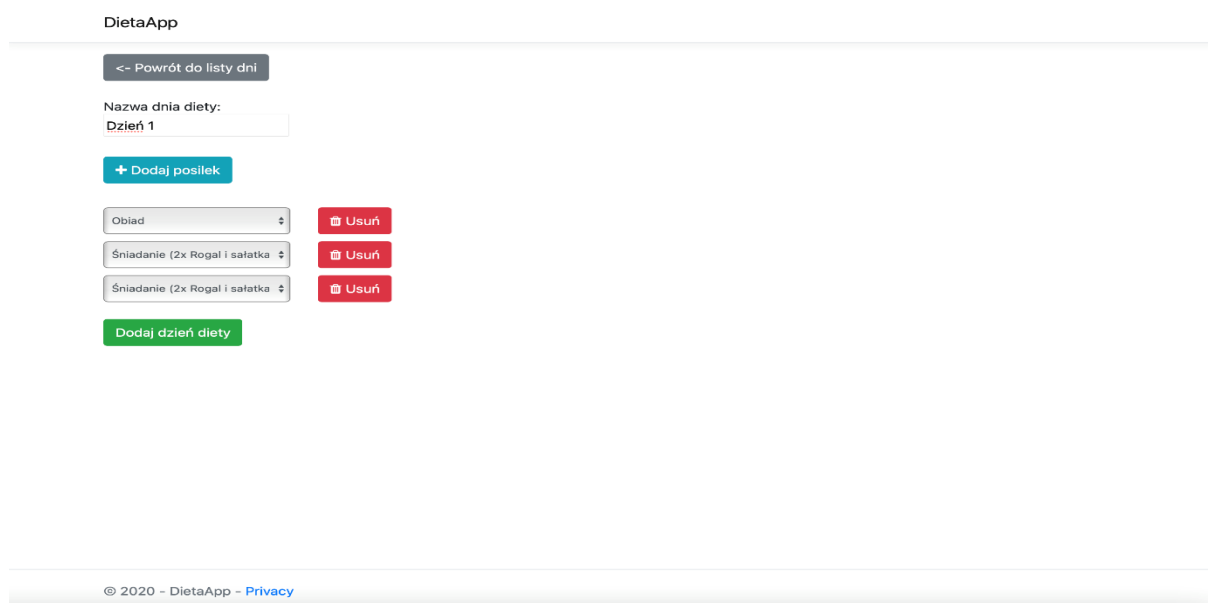 DietaApp
<- Powrót do listy dni
Nazwa dnia diety:
Dzień 1
+ Dodaj posilek
Obiad
Usuń
Śniadanie (2x Rogal i sałatka
Usuń
Śniadanie (2x Rogal i sałatka
Usuń
Dodaj dzień diety
© 2020 - DietaApp - Privacy